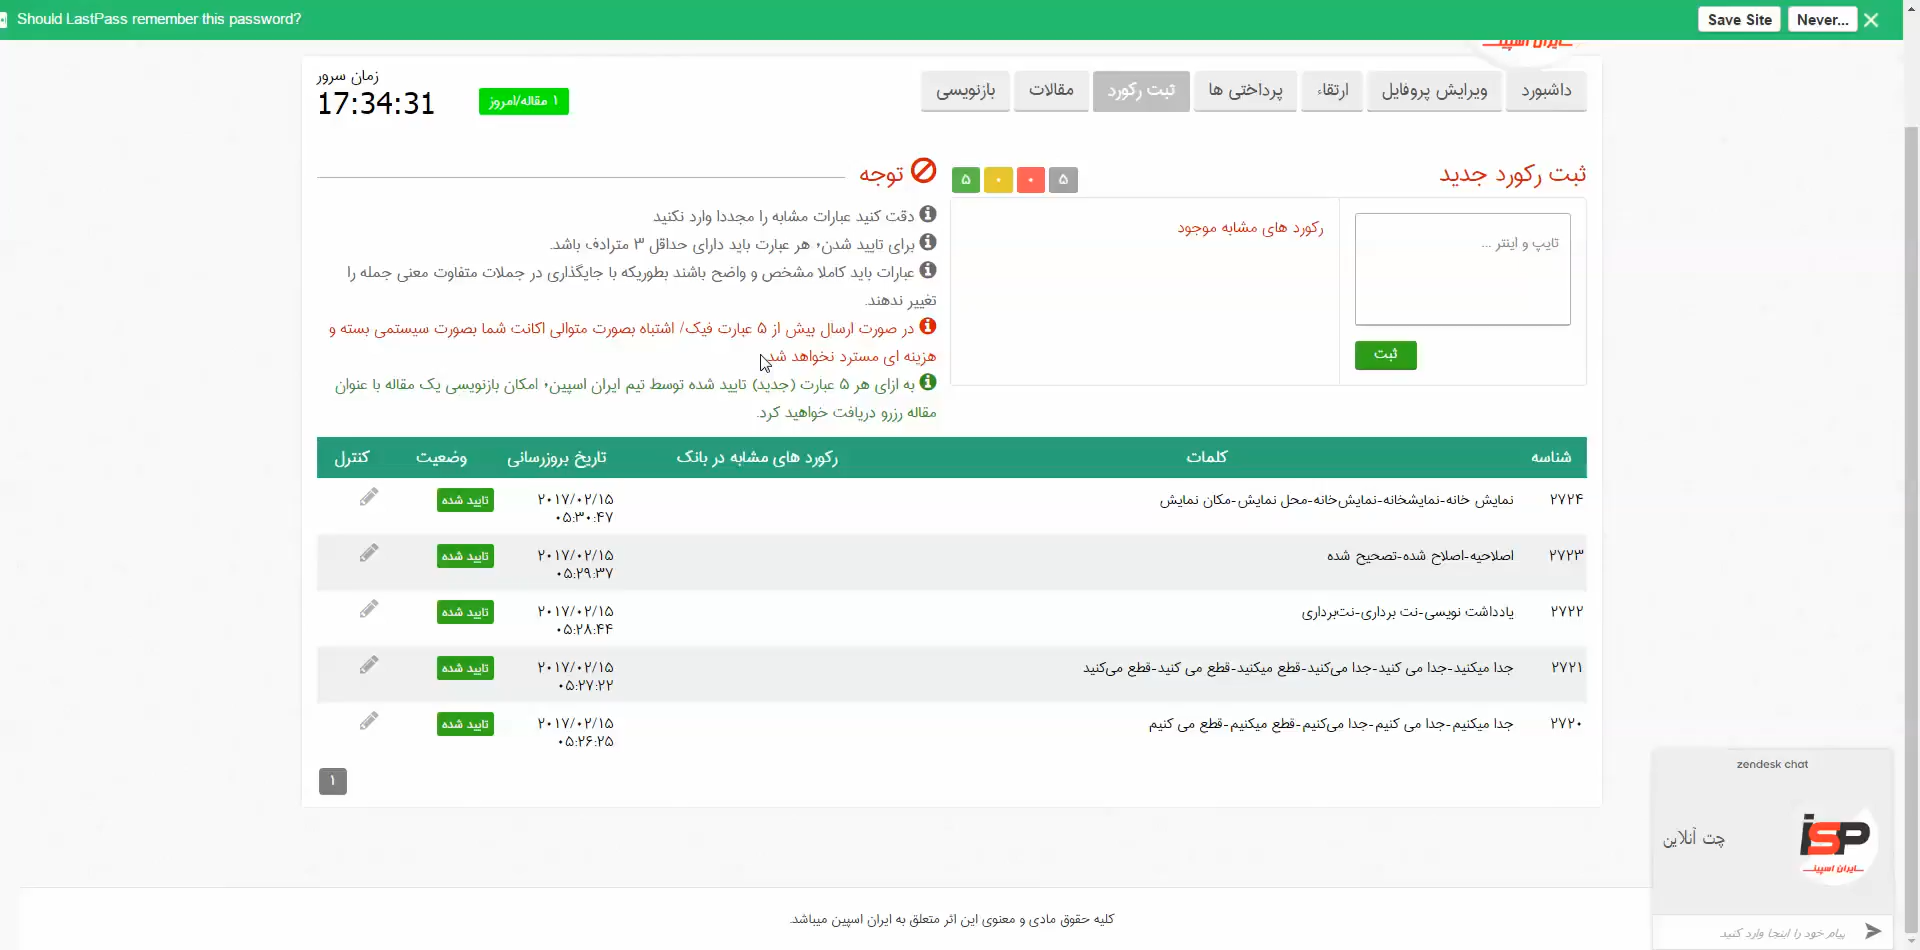 Should LastPass remember this password?
Save Site
Never...
ایران اسپین
داشبورد
ویرایش پروفایل
ارتقاء
پرداختی ها
ثبت رکورد
مقالات
بازنویسی
۱ مقاله/امروز
زمان سرور
17:34:31
ثبت رکورد جدید
۵
۰
۰
۵
تایپ و اینتر ...
رکورد های مشابه موجود
ثبت
توجه
دقت کنید عبارات مشابه را مجددا وارد نکنید
برای تایید شدن، هر عبارت باید دارای حداقل ۳ مترادف باشد.
عبارات باید کاملا مشخص و واضح باشند بطوریکه با جایگذاری در جملات متفاوت معنی جمله را
تغییر ندهند.
در صورت ارسال بیش از ۵ عبارت فیک/ اشتباه بصورت متوالی اکانت شما بصورت سیستمی بسته و
هزینه ای مسترد نخواهد شد.
به ازای هر ۵ عبارت (جدید) تایید شده توسط تیم ایران اسپین، امکان بازنویسی یک مقاله با عنوان
مقاله رزرو دریافت خواهید کرد.
شناسه کلمات رکورد های مشابه در بانک تاریخ بروزرسانی وضعیت کنترل
۲۷۲۴ نمایش خانه-نمایشخانه-نمایش‌خانه-محل نمایش-مکان نمایش ۲۰۱۷/۰۲/۱۵ تایید شده
۰۵:۳۰:۴۷
۲۷۲۳ اصلاحیه-اصلاح شده-تصحیح شده ۲۰۱۷/۰۲/۱۵ تایید شده
۰۵:۲۹:۳۷
۲۷۲۲ یادداشت نویسی-نت برداری-نت‌برداری ۲۰۱۷/۰۲/۱۵ تایید شده
۰۵:۲۸:۴۴
۲۷۲۱ جدا میکنید-جدا می کنید-جدا می‌کنید-قطع میکنید-قطع می کنید-قطع می‌کنید ۲۰۱۷/۰۲/۱۵ تایید شده
۰۵:۲۷:۲۲
۲۷۲۰ جدا میکنیم-جدا می کنیم-جدا می‌کنیم-قطع میکنیم-قطع می کنیم ۲۰۱۷/۰۲/۱۵ تایید شده
۰۵:۲۶:۲۵
۱
zendesk chat
چت آنلاین
iSP
ایران اسپین
پیام خود را اینجا وارد کنید
کلیه حقوق مادی و معنوی این اثر متعلق به ایران اسپین میباشد.